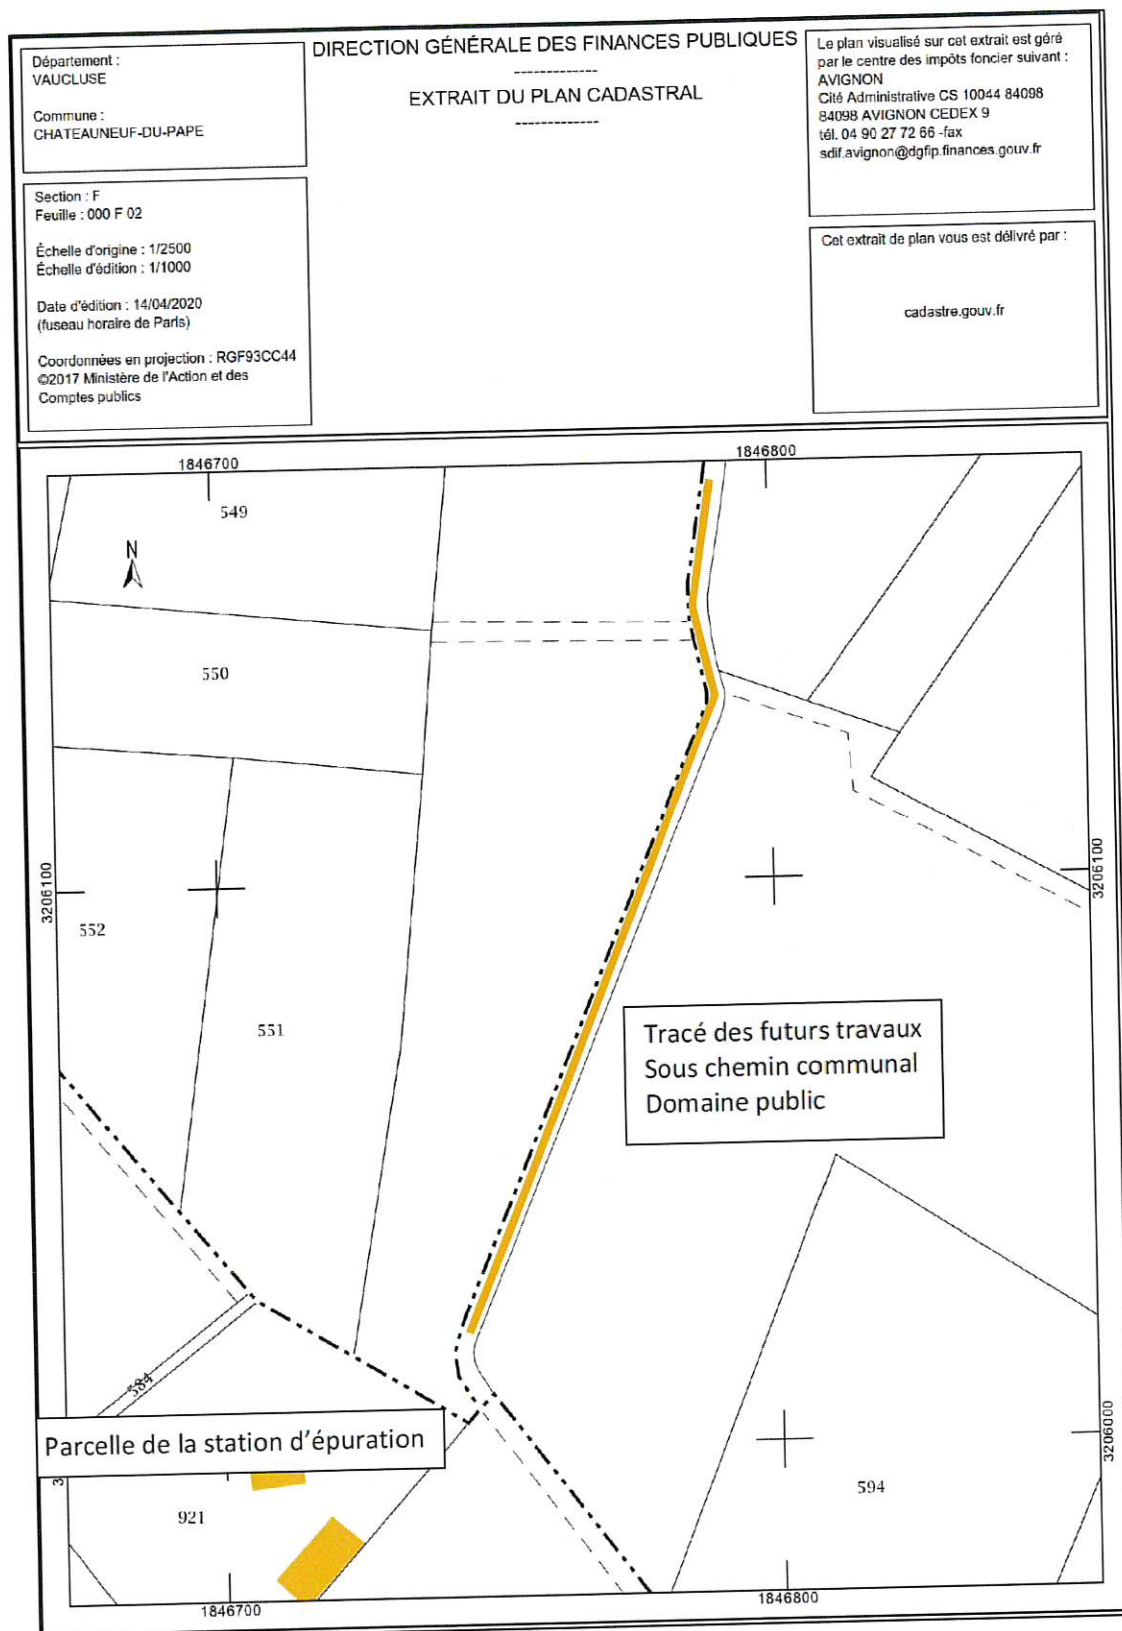 Département :
VAUCLUSE
Commune :
CHATEAUNEUF-DU-PAPE
Section : F
Feuille : 000 F 02
Échelle d'origine : 1/2500
Échelle d'édition : 1/1000
Date d'édition : 14/04/2020
(fuseau horaire de Paris)
Coordonnées en projection : RGF93CC44
©2017 Ministère de l'Action et des
Comptes publics
DIRECTION GÉNÉRALE DES FINANCES PUBLIQUES
-------------
EXTRAIT DU PLAN CADASTRAL
-------------
Le plan visualisé sur cet extrait est géré
par le centre des impôts foncier suivant :
AVIGNON
Cité Administrative CS 10044 84098
84098 AVIGNON CEDEX 9
tél. 04 90 27 72 66 -fax
sdif.avignon@dgfip.finances.gouv.fr
Cet extrait de plan vous est délivré par :
cadastre.gouv.fr
1846700
1846800
549
N
550
3206100
3206100
552
551
Tracé des futurs travaux
Sous chemin communal
Domaine public
584
Parcelle de la station d'épuration
3206000
3
594
921
1846700
1846800